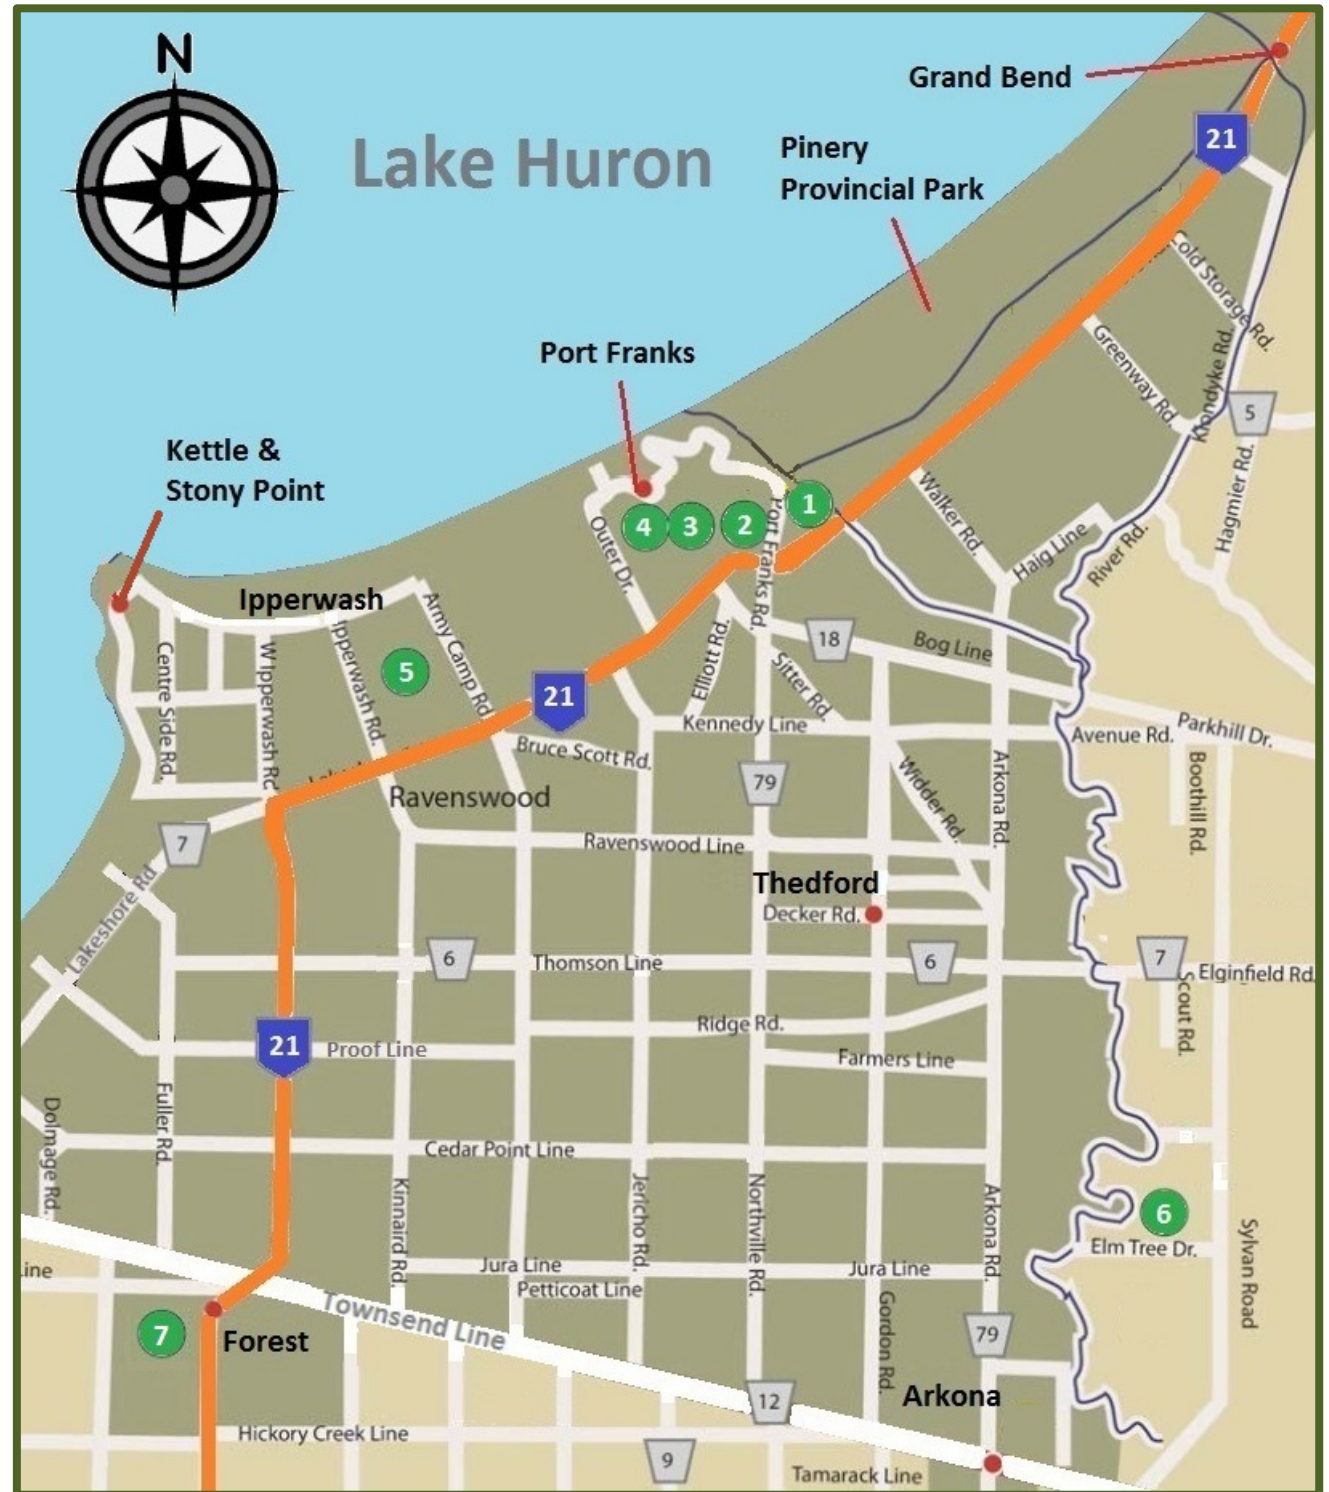 N
Lake Huron
Grand Bend
21
Pinery
Provincial Park
Cold Storage Rd.
Greenway Rd.
Klondyke Rd.
5
Port Franks
Kettle &
Stony Point
Hagmier Rd.
Walker Rd.
Haig Line
River Rd.
1
2
3
4
Port Franks Rd.
Outer Dr.
Ipperwash
Army Camp Rd.
Ipperwash Rd.
W Ipperwash Rd
Centre Side Rd.
5
21
Elliott Rd.
Sitter Rd.
18
Bog Line
Kennedy Line
Parkhill Dr.
Avenue Rd.
Bruce Scott Rd.
79
Widder Rd.
Arkona Rd.
Boothill Rd.
Ravenswood
7
Ravenswood Line
Thedford
Decker Rd.
Lakeshore Rd
6
Thomson Line
6
7
Elginfield Rd.
Scout Rd.
Ridge Rd.
21
Proof Line
Farmers Line
Dolmage Rd.
Fuller Rd.
Cedar Point Line
Kinnaird Rd.
Jericho Rd.
Northville Rd.
Arkona Rd.
6
Elm Tree Dr.
Sylvan Road
Jura Line
Jura Line
Petticoat Line
ine
Townsend Line
Gordon Rd.
79
7
Forest
12
Arkona
Hickory Creek Line
9
Tamarack Line